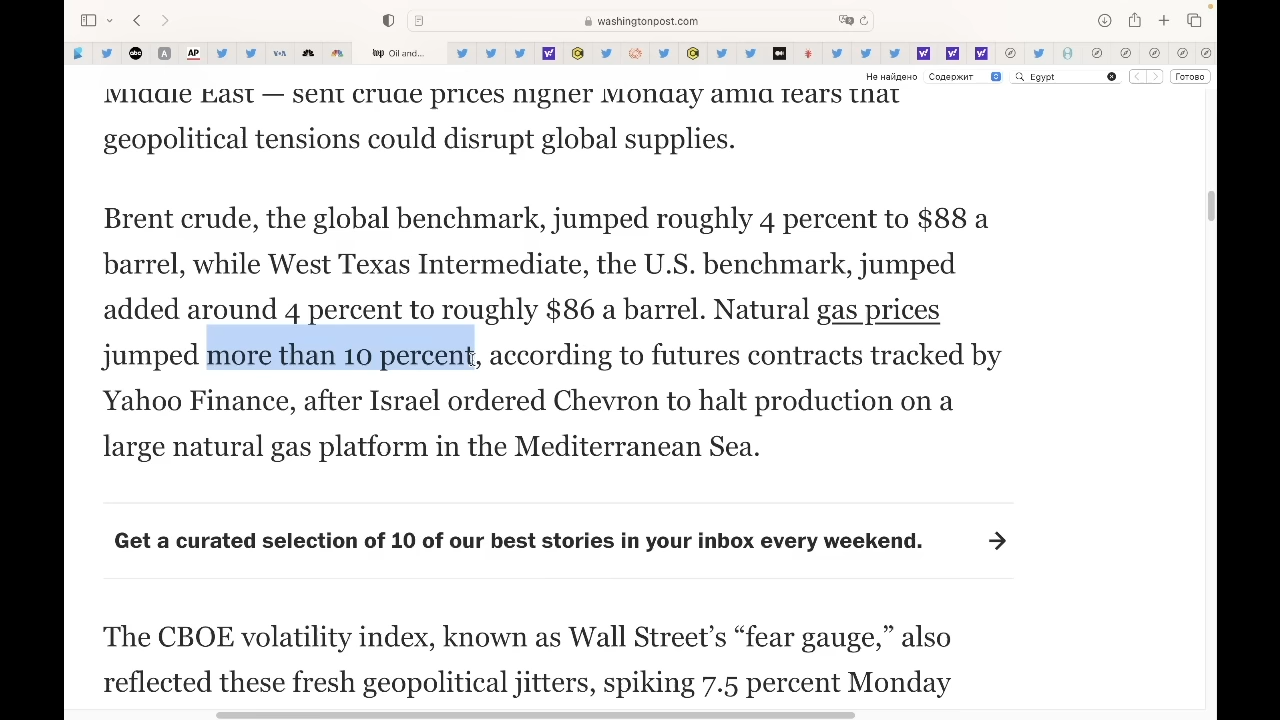 washingtonpost.com
abc
A
AP
VOA
wp Oil and...
Не найдено
Содержит
Egypt
Готово
Middle East — sent crude prices higher Monday amid fears that
geopolitical tensions could disrupt global supplies.
Brent crude, the global benchmark, jumped roughly 4 percent to $88 a
barrel, while West Texas Intermediate, the U.S. benchmark, jumped
added around 4 percent to roughly $86 a barrel. Natural gas prices
jumped more than 10 percent, according to futures contracts tracked by
Yahoo Finance, after Israel ordered Chevron to halt production on a
large natural gas platform in the Mediterranean Sea.
Get a curated selection of 10 of our best stories in your inbox every weekend.
The CBOE volatility index, known as Wall Street’s “fear gauge,” also
reflected these fresh geopolitical jitters, spiking 7.5 percent Monday